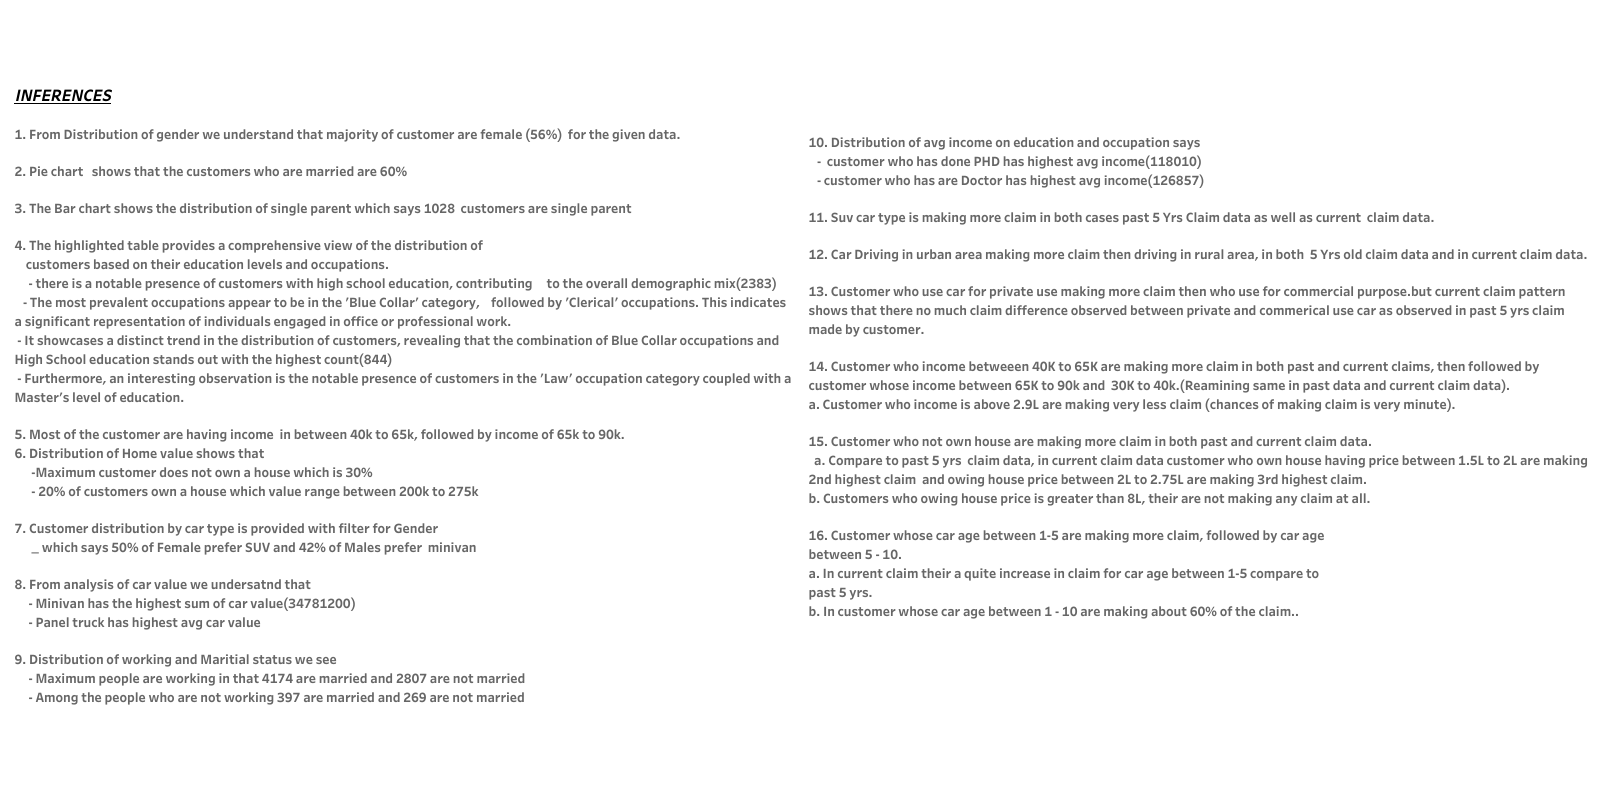 INFERENCES
1. From Distribution of gender we understand that majority of customer are female (56%) for the given data.
2. Pie chart shows that the customers who are married are 60%
3. The Bar chart shows the distribution of single parent which says 1028 customers are single parent
4. The highlighted table provides a comprehensive view of the distribution of
customers based on their education levels and occupations.
- there is a notable presence of customers with high school education, contributing to the overall demographic mix(2383)
- The most prevalent occupations appear to be in the 'Blue Collar' category, followed by 'Clerical' occupations. This indicates
a significant representation of individuals engaged in office or professional work.
- It showcases a distinct trend in the distribution of customers, revealing that the combination of Blue Collar occupations and
High School education stands out with the highest count(844)
- Furthermore, an interesting observation is the notable presence of customers in the 'Law' occupation category coupled with a
Master's level of education.
5. Most of the customer are having income in between 40k to 65k, followed by income of 65k to 90k.
6. Distribution of Home value shows that
-Maximum customer does not own a house which is 30%
- 20% of customers own a house which value range between 200k to 275k
7. Customer distribution by car type is provided with filter for Gender
_ which says 50% of Female prefer SUV and 42% of Males prefer minivan
8. From analysis of car value we undersatnd that
- Minivan has the highest sum of car value(34781200)
- Panel truck has highest avg car value
9. Distribution of working and Maritial status we see
- Maximum people are working in that 4174 are married and 2807 are not married
- Among the people who are not working 397 are married and 269 are not married
10. Distribution of avg income on education and occupation says
- customer who has done PHD has highest avg income(118010)
- customer who has are Doctor has highest avg income(126857)
11. Suv car type is making more claim in both cases past 5 Yrs Claim data as well as current claim data.
12. Car Driving in urban area making more claim then driving in rural area, in both 5 Yrs old claim data and in current claim data.
13. Customer who use car for private use making more claim then who use for commercial purpose.but current claim pattern
shows that there no much claim difference observed between private and commerical use car as observed in past 5 yrs claim
made by customer.
14. Customer who income betweeen 40K to 65K are making more claim in both past and current claims, then followed by
customer whose income between 65K to 90k and 30K to 40k.(Reamining same in past data and current claim data).
a. Customer who income is above 2.9L are making very less claim (chances of making claim is very minute).
15. Customer who not own house are making more claim in both past and current claim data.
a. Compare to past 5 yrs claim data, in current claim data customer who own house having price between 1.5L to 2L are making
2nd highest claim and owing house price between 2L to 2.75L are making 3rd highest claim.
b. Customers who owing house price is greater than 8L, their are not making any claim at all.
16. Customer whose car age between 1-5 are making more claim, followed by car age
between 5 - 10.
a. In current claim their a quite increase in claim for car age between 1-5 compare to
past 5 yrs.
b. In customer whose car age between 1 - 10 are making about 60% of the claim..